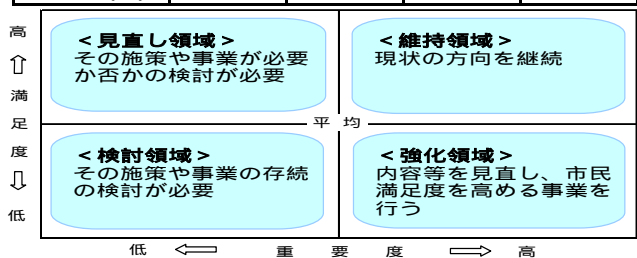 高
⇧
満
足
度
⇩
低
<見直し領域>
その施策や事業が必要
か否かの検討が必要
<維持領域>
現状の方向を継続
平 均
<検討領域>
その施策や事業の存続
の検討が必要
<強化領域>
内容等を見直し、市民
満足度を高める事業を
行う
低 ⇦ 重 要 度 ⇨ 高